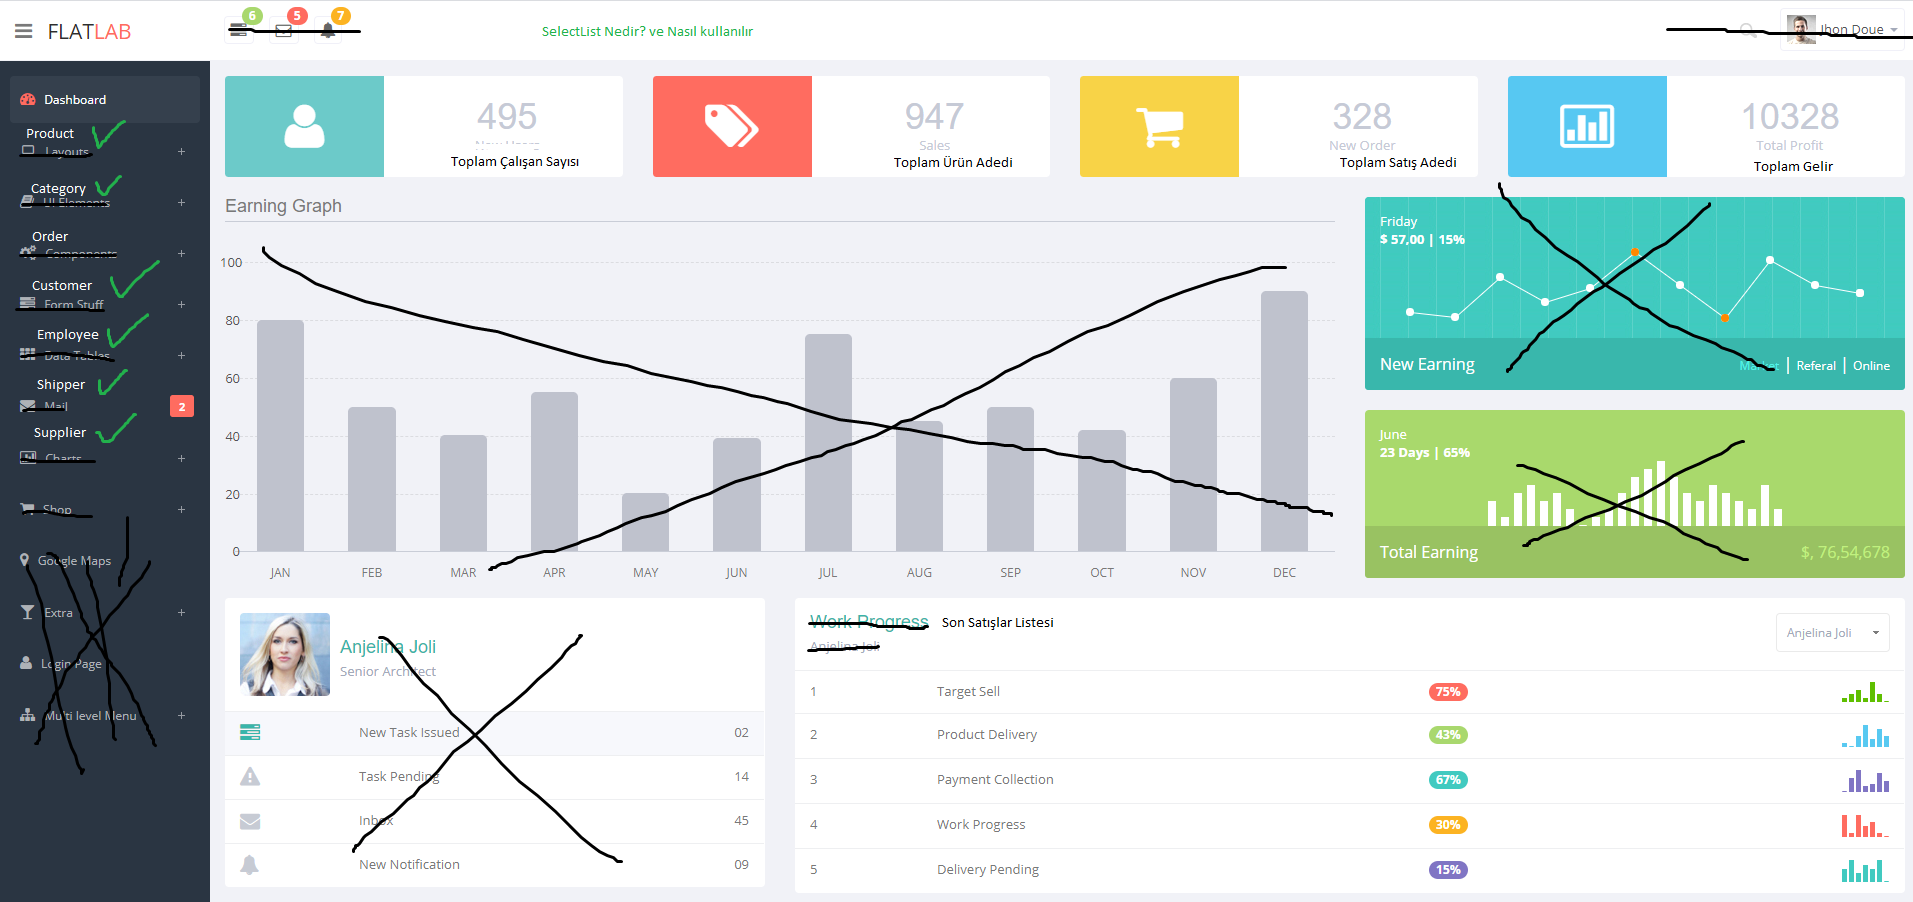 FLATLAB
6
5
7
SelectList Nedir? ve Nasıl kullanılır
Jhon Doue
Dashboard
Product
Layouts
Category
UI Elements
Order
Components
Customer
Form Stuff
Employee
Data Tables
Shipper
Mail
2
Supplier
Charts
Shop
Google Maps
Extra
Login Page
Multi level Menu
495
New Users
Toplam Çalışan Sayısı
947
Sales
Toplam Ürün Adedi
328
New Order
Toplam Satış Adedi
10328
Total Profit
Toplam Gelir
Earning Graph
100
80
60
40
20
0
JAN FEB MAR APR MAY JUN JUL AUG SEP OCT NOV DEC
Friday
$ 57,00 | 15%
New Earning
Market | Referal | Online
June
23 Days | 65%
Total Earning
$, 76,54,678
Anjelina Joli
Senior Architect
New Task Issued 02
Task Pending 14
Inbox 45
New Notification 09
Work Progress Son Satışlar Listesi
Anjelina Joli
Anjelina Joli
1 Target Sell 75%
2 Product Delivery 43%
3 Payment Collection 67%
4 Work Progress 30%
5 Delivery Pending 15%